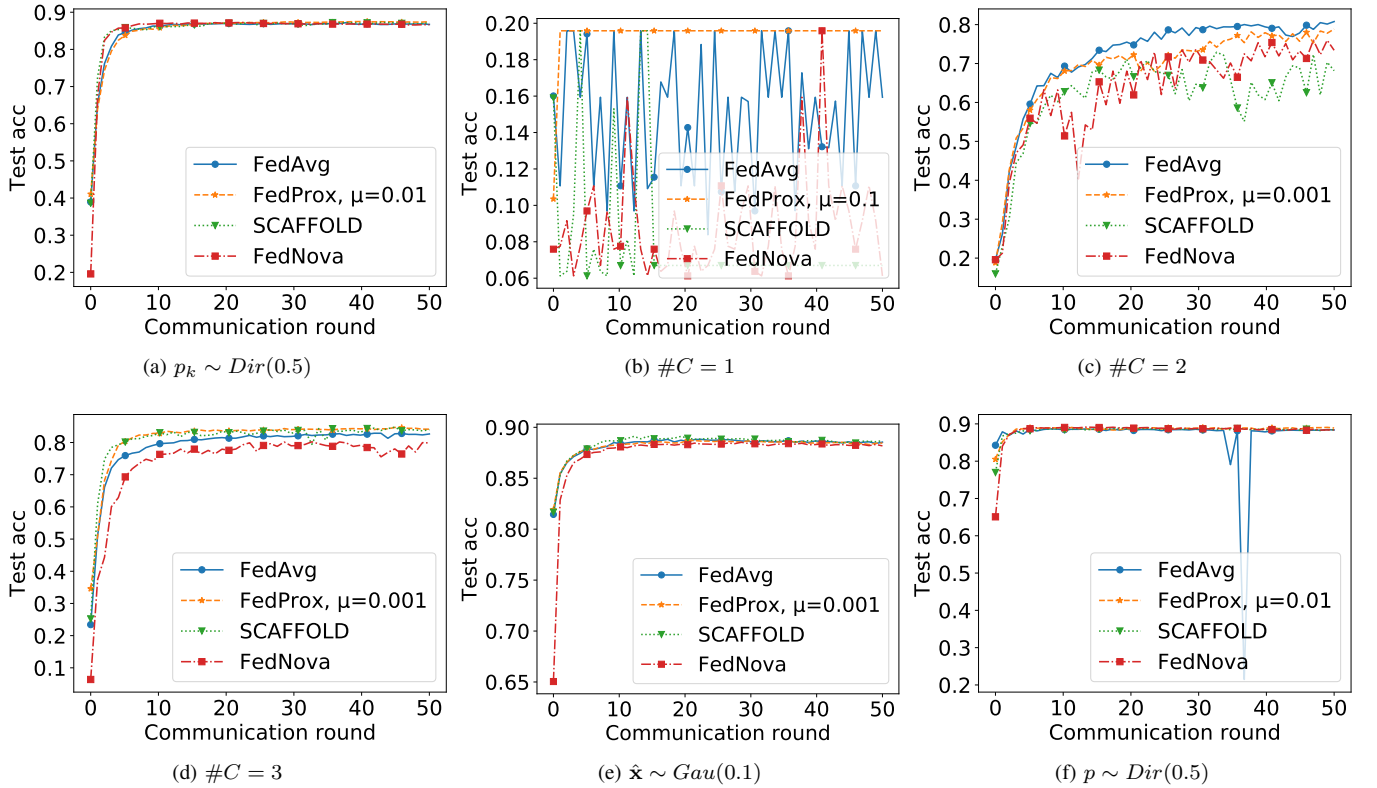 Test acc
0.9
0.8
0.7
0.6
0.5
0.4
0.3
0.2
FedAvg
FedProx, μ=0.01
SCAFFOLD
FedNova
0 10 20 30 40 50
Communication round
(a) p_k ∼ Dir(0.5)
Test acc
0.20
0.18
0.16
0.14
0.12
0.10
0.08
0.06
FedAvg
FedProx, μ=0.1
SCAFFOLD
FedNova
0 10 20 30 40 50
Communication round
(b) #C = 1
Test acc
0.8
0.7
0.6
0.5
0.4
0.3
0.2
FedAvg
FedProx, μ=0.001
SCAFFOLD
FedNova
0 10 20 30 40 50
Communication round
(c) #C = 2
Test acc
0.8
0.7
0.6
0.5
0.4
0.3
0.2
0.1
FedAvg
FedProx, μ=0.001
SCAFFOLD
FedNova
0 10 20 30 40 50
Communication round
(d) #C = 3
Test acc
0.90
0.85
0.80
0.75
0.70
0.65
FedAvg
FedProx, μ=0.001
SCAFFOLD
FedNova
0 10 20 30 40 50
Communication round
(e) x̂ ∼ Gau(0.1)
Test acc
0.9
0.8
0.7
0.6
0.5
0.4
0.3
0.2
FedAvg
FedProx, μ=0.01
SCAFFOLD
FedNova
0 10 20 30 40 50
Communication round
(f) p ∼ Dir(0.5)